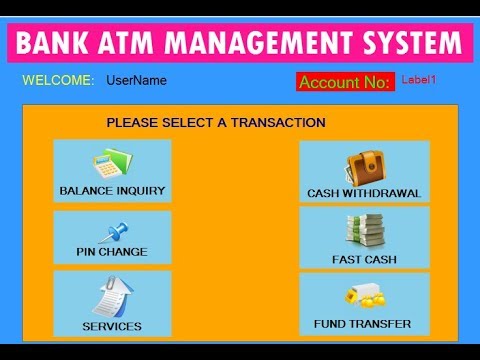 BANK ATM MANAGEMENT SYSTEM
WELCOME: UserName Account No: Label1
PLEASE SELECT A TRANSACTION
BALANCE INQUIRY CASH WITHDRAWAL
PIN CHANGE FAST CASH
SERVICES FUND TRANSFER